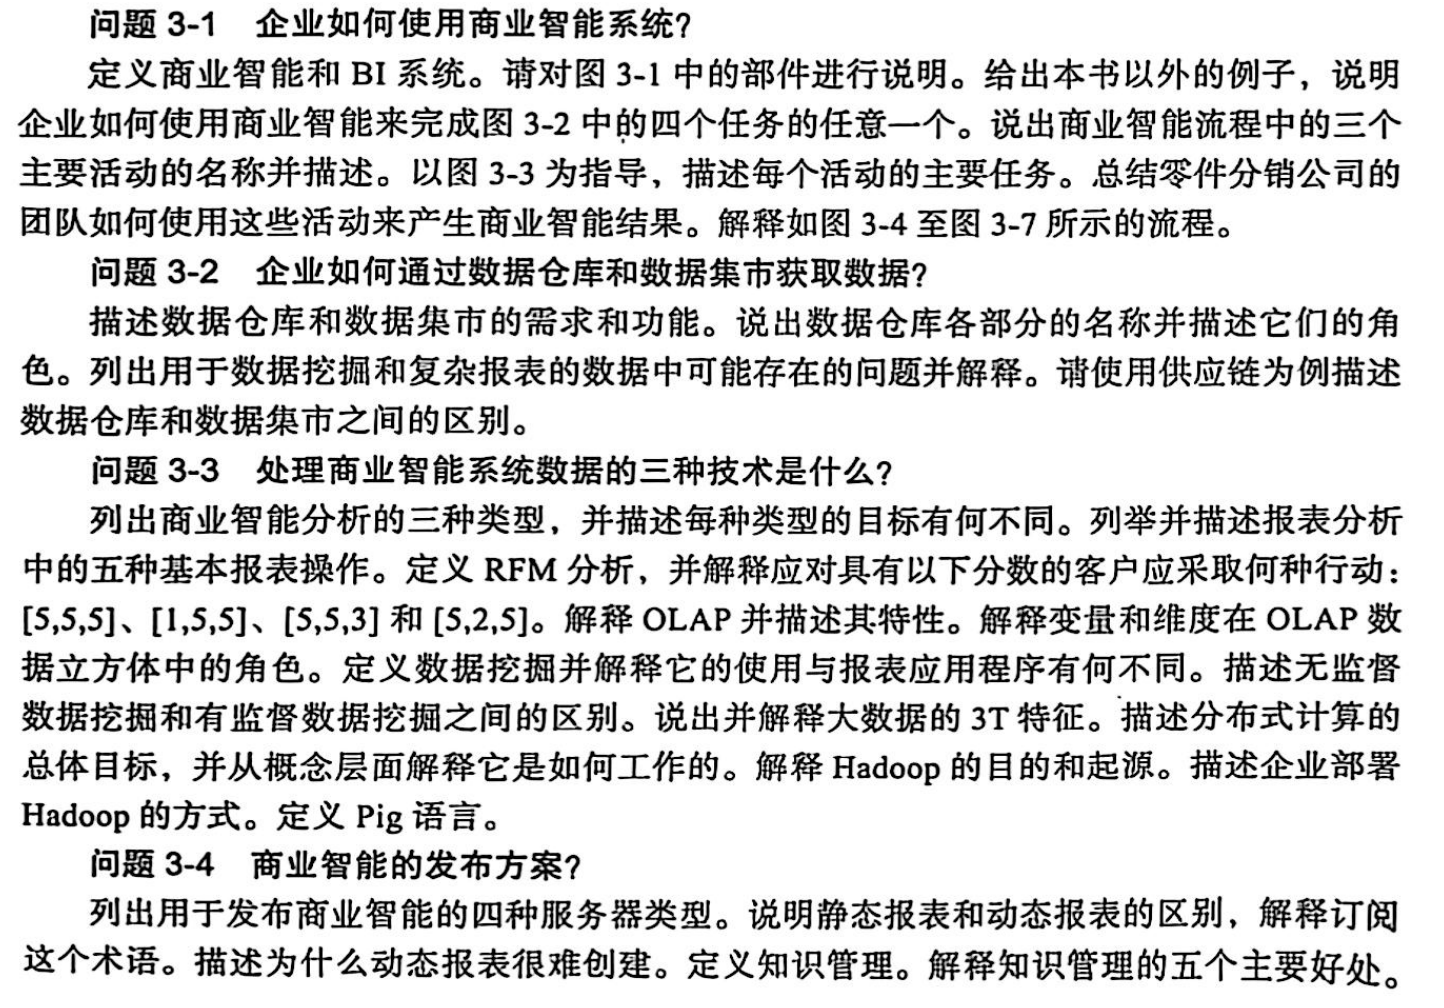 问题 3-1 企业如何使用商业智能系统?
定义商业智能和 BI 系统。请对图 3-1 中的部件进行说明。给出本书以外的例子，说明
企业如何使用商业智能来完成图 3-2 中的四个任务的任意一个。说出商业智能流程中的三个
主要活动的名称并描述。以图 3-3 为指导，描述每个活动的主要任务。总结零件分销公司的
团队如何使用这些活动来产生商业智能结果。解释如图 3-4 至图 3-7 所示的流程。
问题 3-2 企业如何通过数据仓库和数据集市获取数据?
描述数据仓库和数据集市的需求和功能。说出数据仓库各部分的名称并描述它们的角
色。列出用于数据挖掘和复杂报表的数据中可能存在的问题并解释。请使用供应链为例描述
数据仓库和数据集市之间的区别。
问题 3-3 处理商业智能系统数据的三种技术是什么?
列出商业智能分析的三种类型，并描述每种类型的目标有何不同。列举并描述报表分析
中的五种基本报表操作。定义 RFM 分析，并解释应对具有以下分数的客户应采取何种行动：
[5,5,5]、[1,5,5]、[5,5,3] 和 [5,2,5]。解释 OLAP 并描述其特性。解释变量和维度在 OLAP 数
据立方体中的角色。定义数据挖掘并解释它的使用与报表应用程序有何不同。描述无监督
数据挖掘和有监督数据挖掘之间的区别。说出并解释大数据的 3T 特征。描述分布式计算的
总体目标，并从概念层面解释它是如何工作的。解释 Hadoop 的目的和起源。描述企业部署
Hadoop 的方式。定义 Pig 语言。
问题 3-4 商业智能的发布方案?
列出用于发布商业智能的四种服务器类型。说明静态报表和动态报表的区别，解释订阅
这个术语。描述为什么动态报表很难创建。定义知识管理。解释知识管理的五个主要好处。